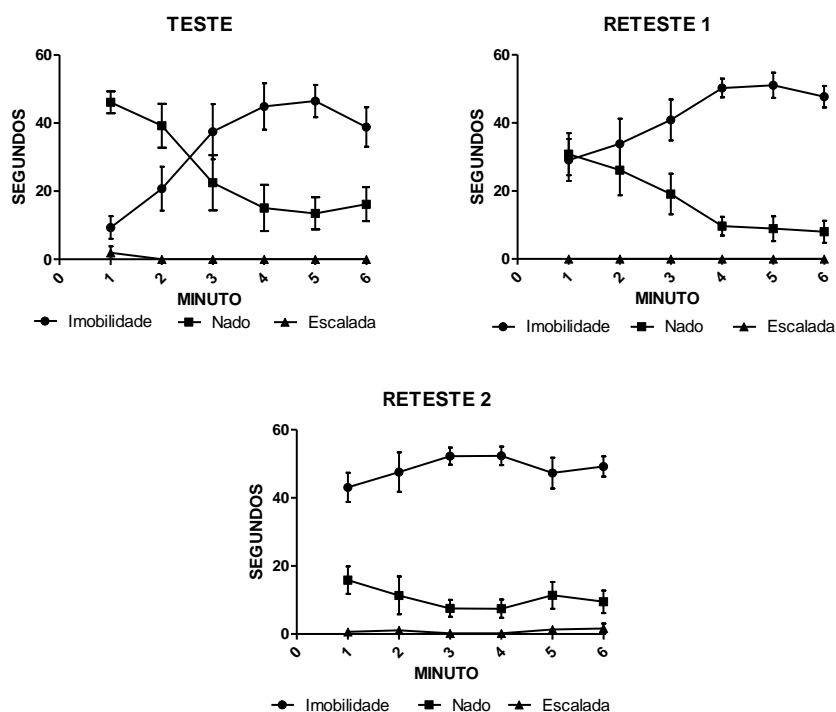 TESTE
60
40
20
0
SEGUNDOS
0 1 2 3 4 5 6
MINUTO
Imobilidade Nado Escalada
RETESTE 1
60
40
20
0
SEGUNDOS
0 1 2 3 4 5 6
MINUTO
Imobilidade Nado Escalada
RETESTE 2
60
40
20
0
SEGUNDOS
0 1 2 3 4 5 6
MINUTO
Imobilidade Nado Escalada